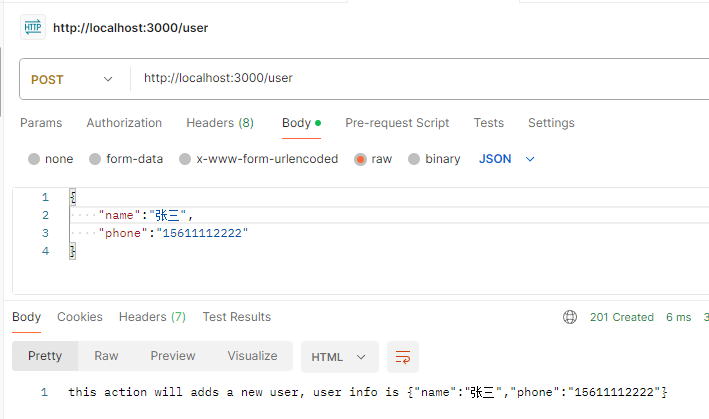 HTTP http://localhost:3000/user
POST http://localhost:3000/user
Params Authorization Headers (8) Body Pre-request Script Tests Settings
none form-data x-www-form-urlencoded raw binary JSON
1 {
2 ····"name":"张三",
3 ····"phone":"15611112222"
4 }
Body Cookies Headers (7) Test Results 201 Created 6 ms 3
Pretty Raw Preview Visualize HTML
1 this action will adds a new user, user info is {"name":"张三","phone":"15611112222"}